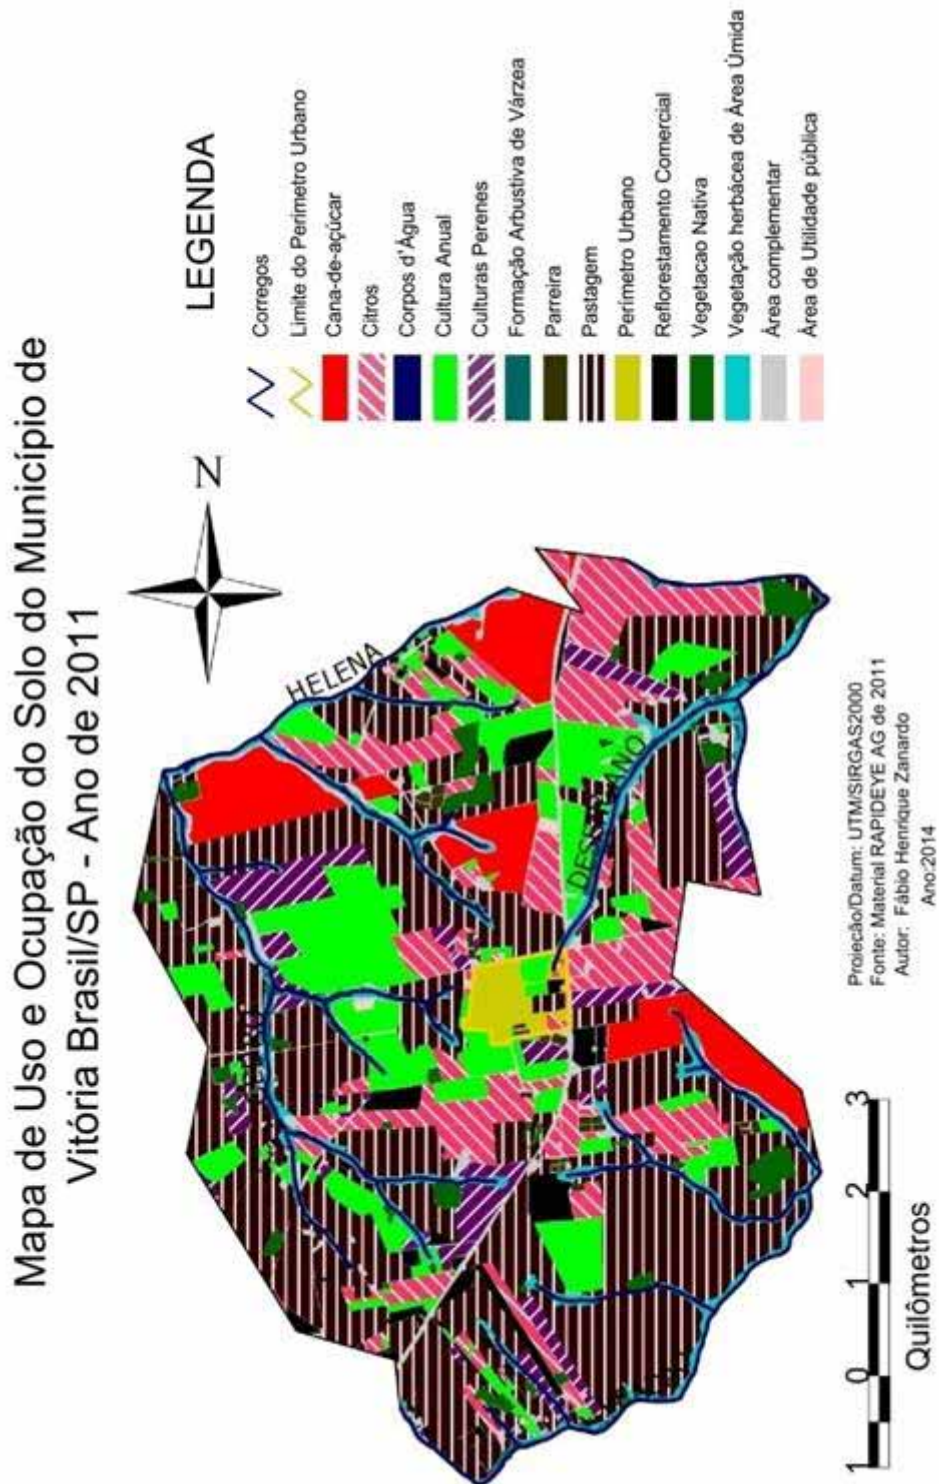 Mapa de Uso e Ocupação do Solo do Município de
Vitória Brasil/SP - Ano de 2011
N
LEGENDA
Corregos
Limite do Perímetro Urbano
Cana-de-açúcar
Citros
Corpos d'Água
Cultura Anual
Culturas Perenes
Formação Arbustiva de Várzea
Parreira
Pastagem
Perímetro Urbano
Reflorestamento Comercial
Vegetacao Nativa
Vegetação herbácea de Área Úmida
Área complementar
Área de Utilidade pública
HELENA
1 0 1 2 3
Quilômetros
Projeção/Datum: UTM/SIRGAS2000
Fonte: Material RAPIDEYE AG de 2011
Autor: Fábio Henrique Zanardo
Ano:2014